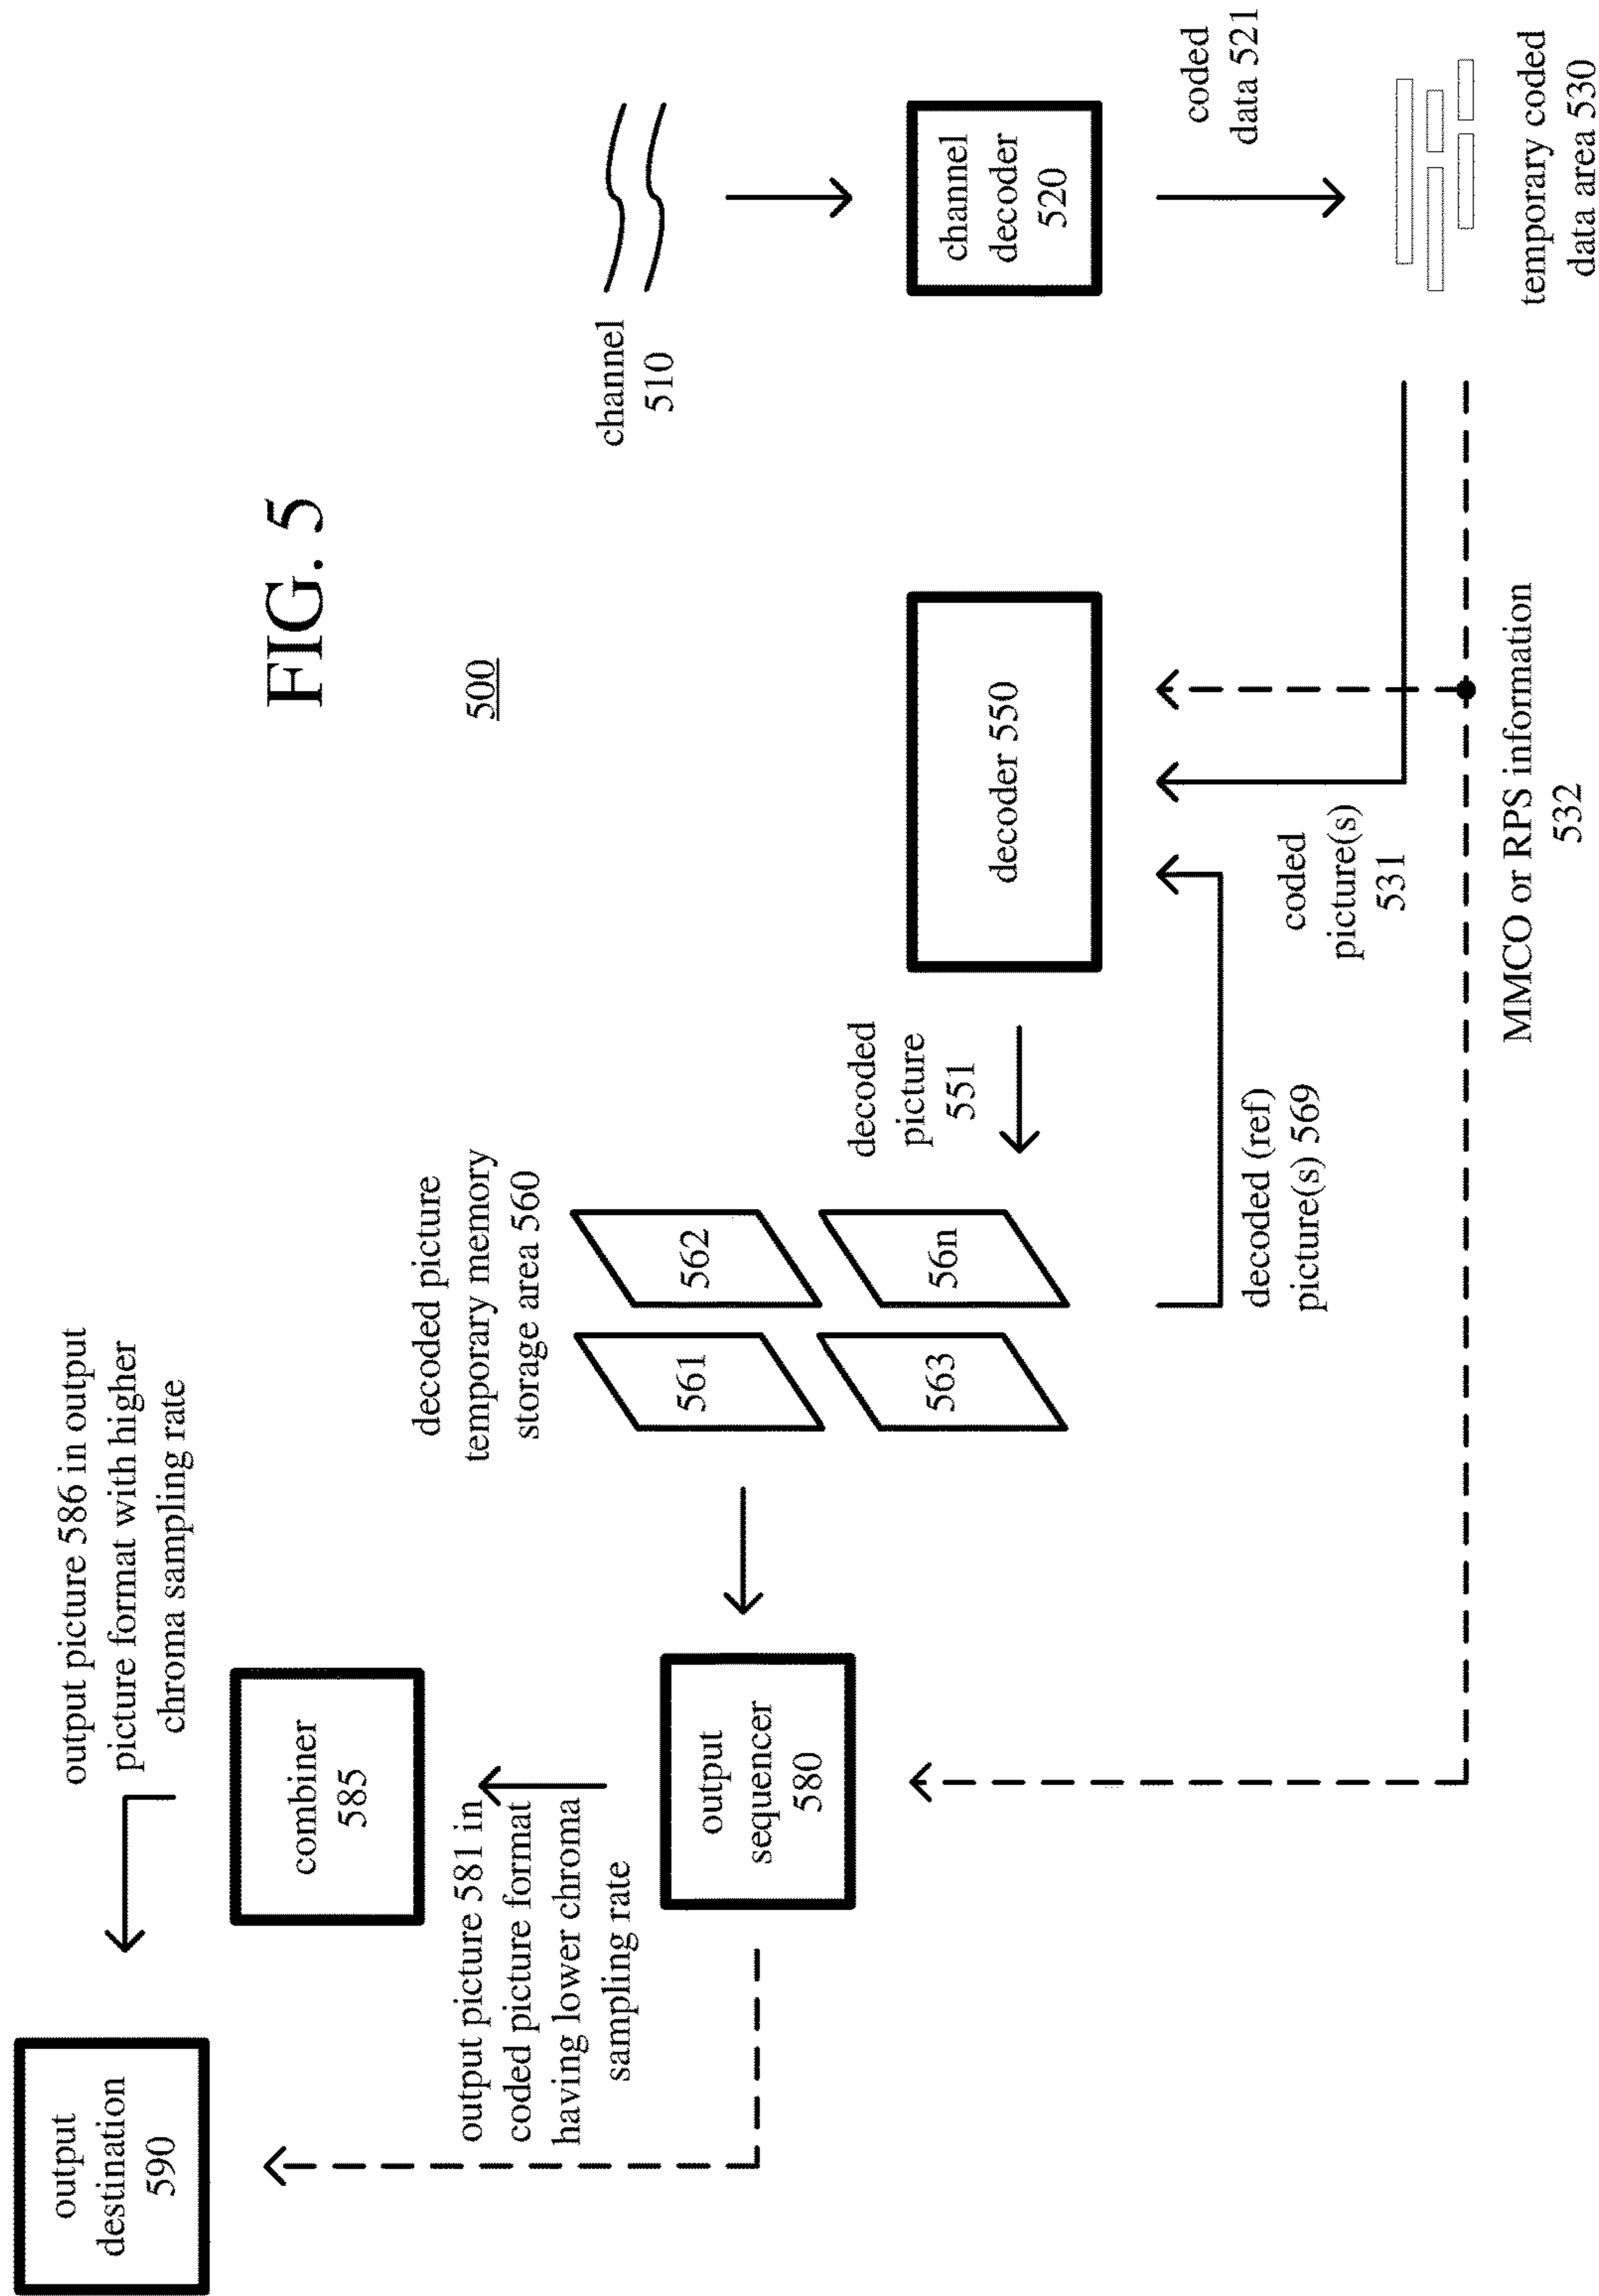 FIG. 5
500
output
destination
590
output picture 586 in output
picture format with higher
chroma sampling rate
combiner
585
output picture 581 in
coded picture format
having lower chroma
sampling rate
output
sequencer
580
decoded picture
temporary memory
storage area 560
561
562
563
56n
decoded
picture
551
decoded (ref)
picture(s) 569
decoder 550
coded
picture(s)
531
MMCO or RPS information
532
channel
510
channel
decoder
520
coded
data 521
temporary coded
data area 530